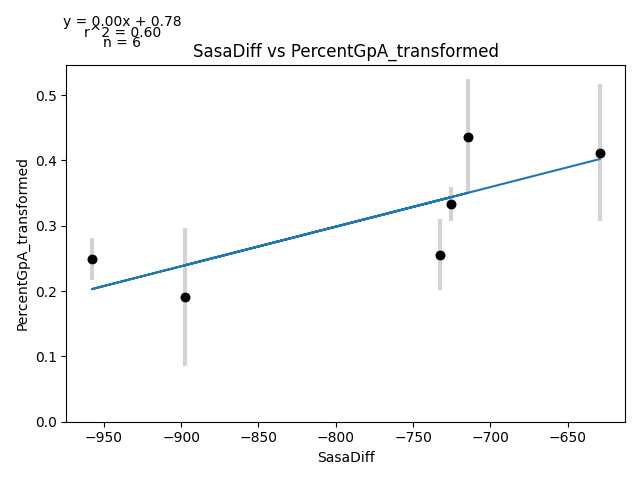 y = 0.00x + 0.78
r^2 = 0.60
n = 6
SasaDiff vs PercentGpA_transformed
0.5
0.4
0.3
0.2
0.1
0.0
PercentGpA_transformed
−950
−900
−850
−800
−750
−700
−650
SasaDiff